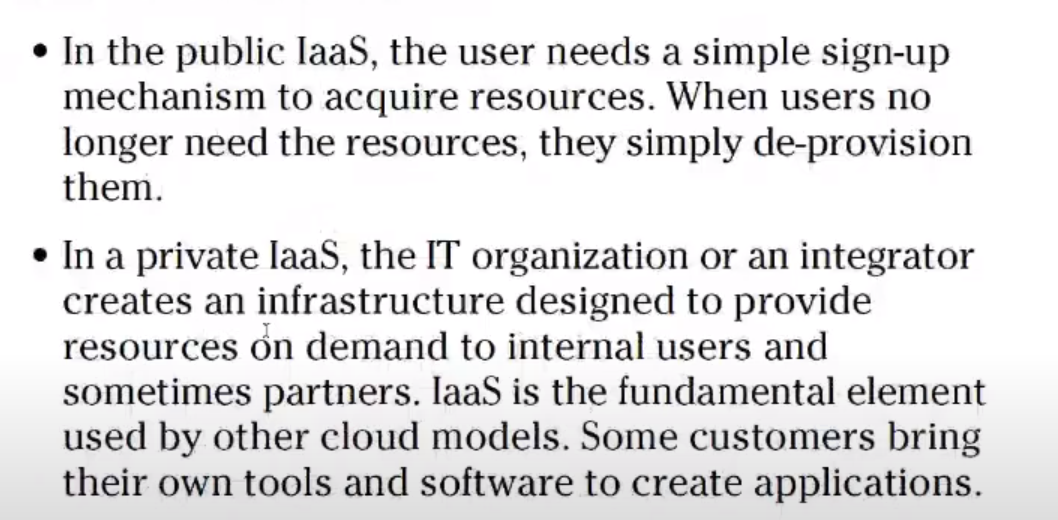 • In the public IaaS, the user needs a simple sign-up
mechanism to acquire resources. When users no
longer need the resources, they simply de-provision
them.
• In a private IaaS, the IT organization or an integrator
creates an infrastructure designed to provide
resources on demand to internal users and
sometimes partners. IaaS is the fundamental element
used by other cloud models. Some customers bring
their own tools and software to create applications.